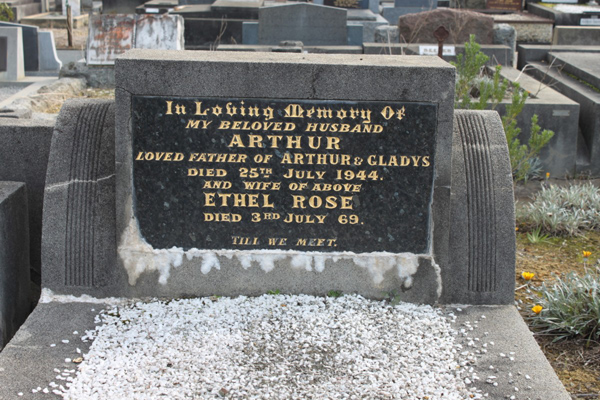 In Loving Memory Of
MY BELOVED HUSBAND
ARTHUR
LOVED FATHER OF ARTHUR & GLADYS
DIED 25TH JULY 1944.
AND WIFE OF ABOVE
ETHEL ROSE
DIED 3RD JULY 69.
TILL WE MEET.